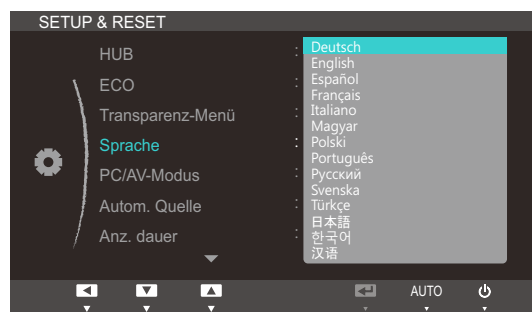 SETUP & RESET
HUB :
ECO :
Transparenz-Menü :
Sprache :
PC/AV-Modus :
Autom. Quelle :
Anz. dauer :
Deutsch
English
Español
Français
Italiano
Magyar
Polski
Português
Русский
Svenska
Türkçe
日本語
한국어
汉语
AUTO